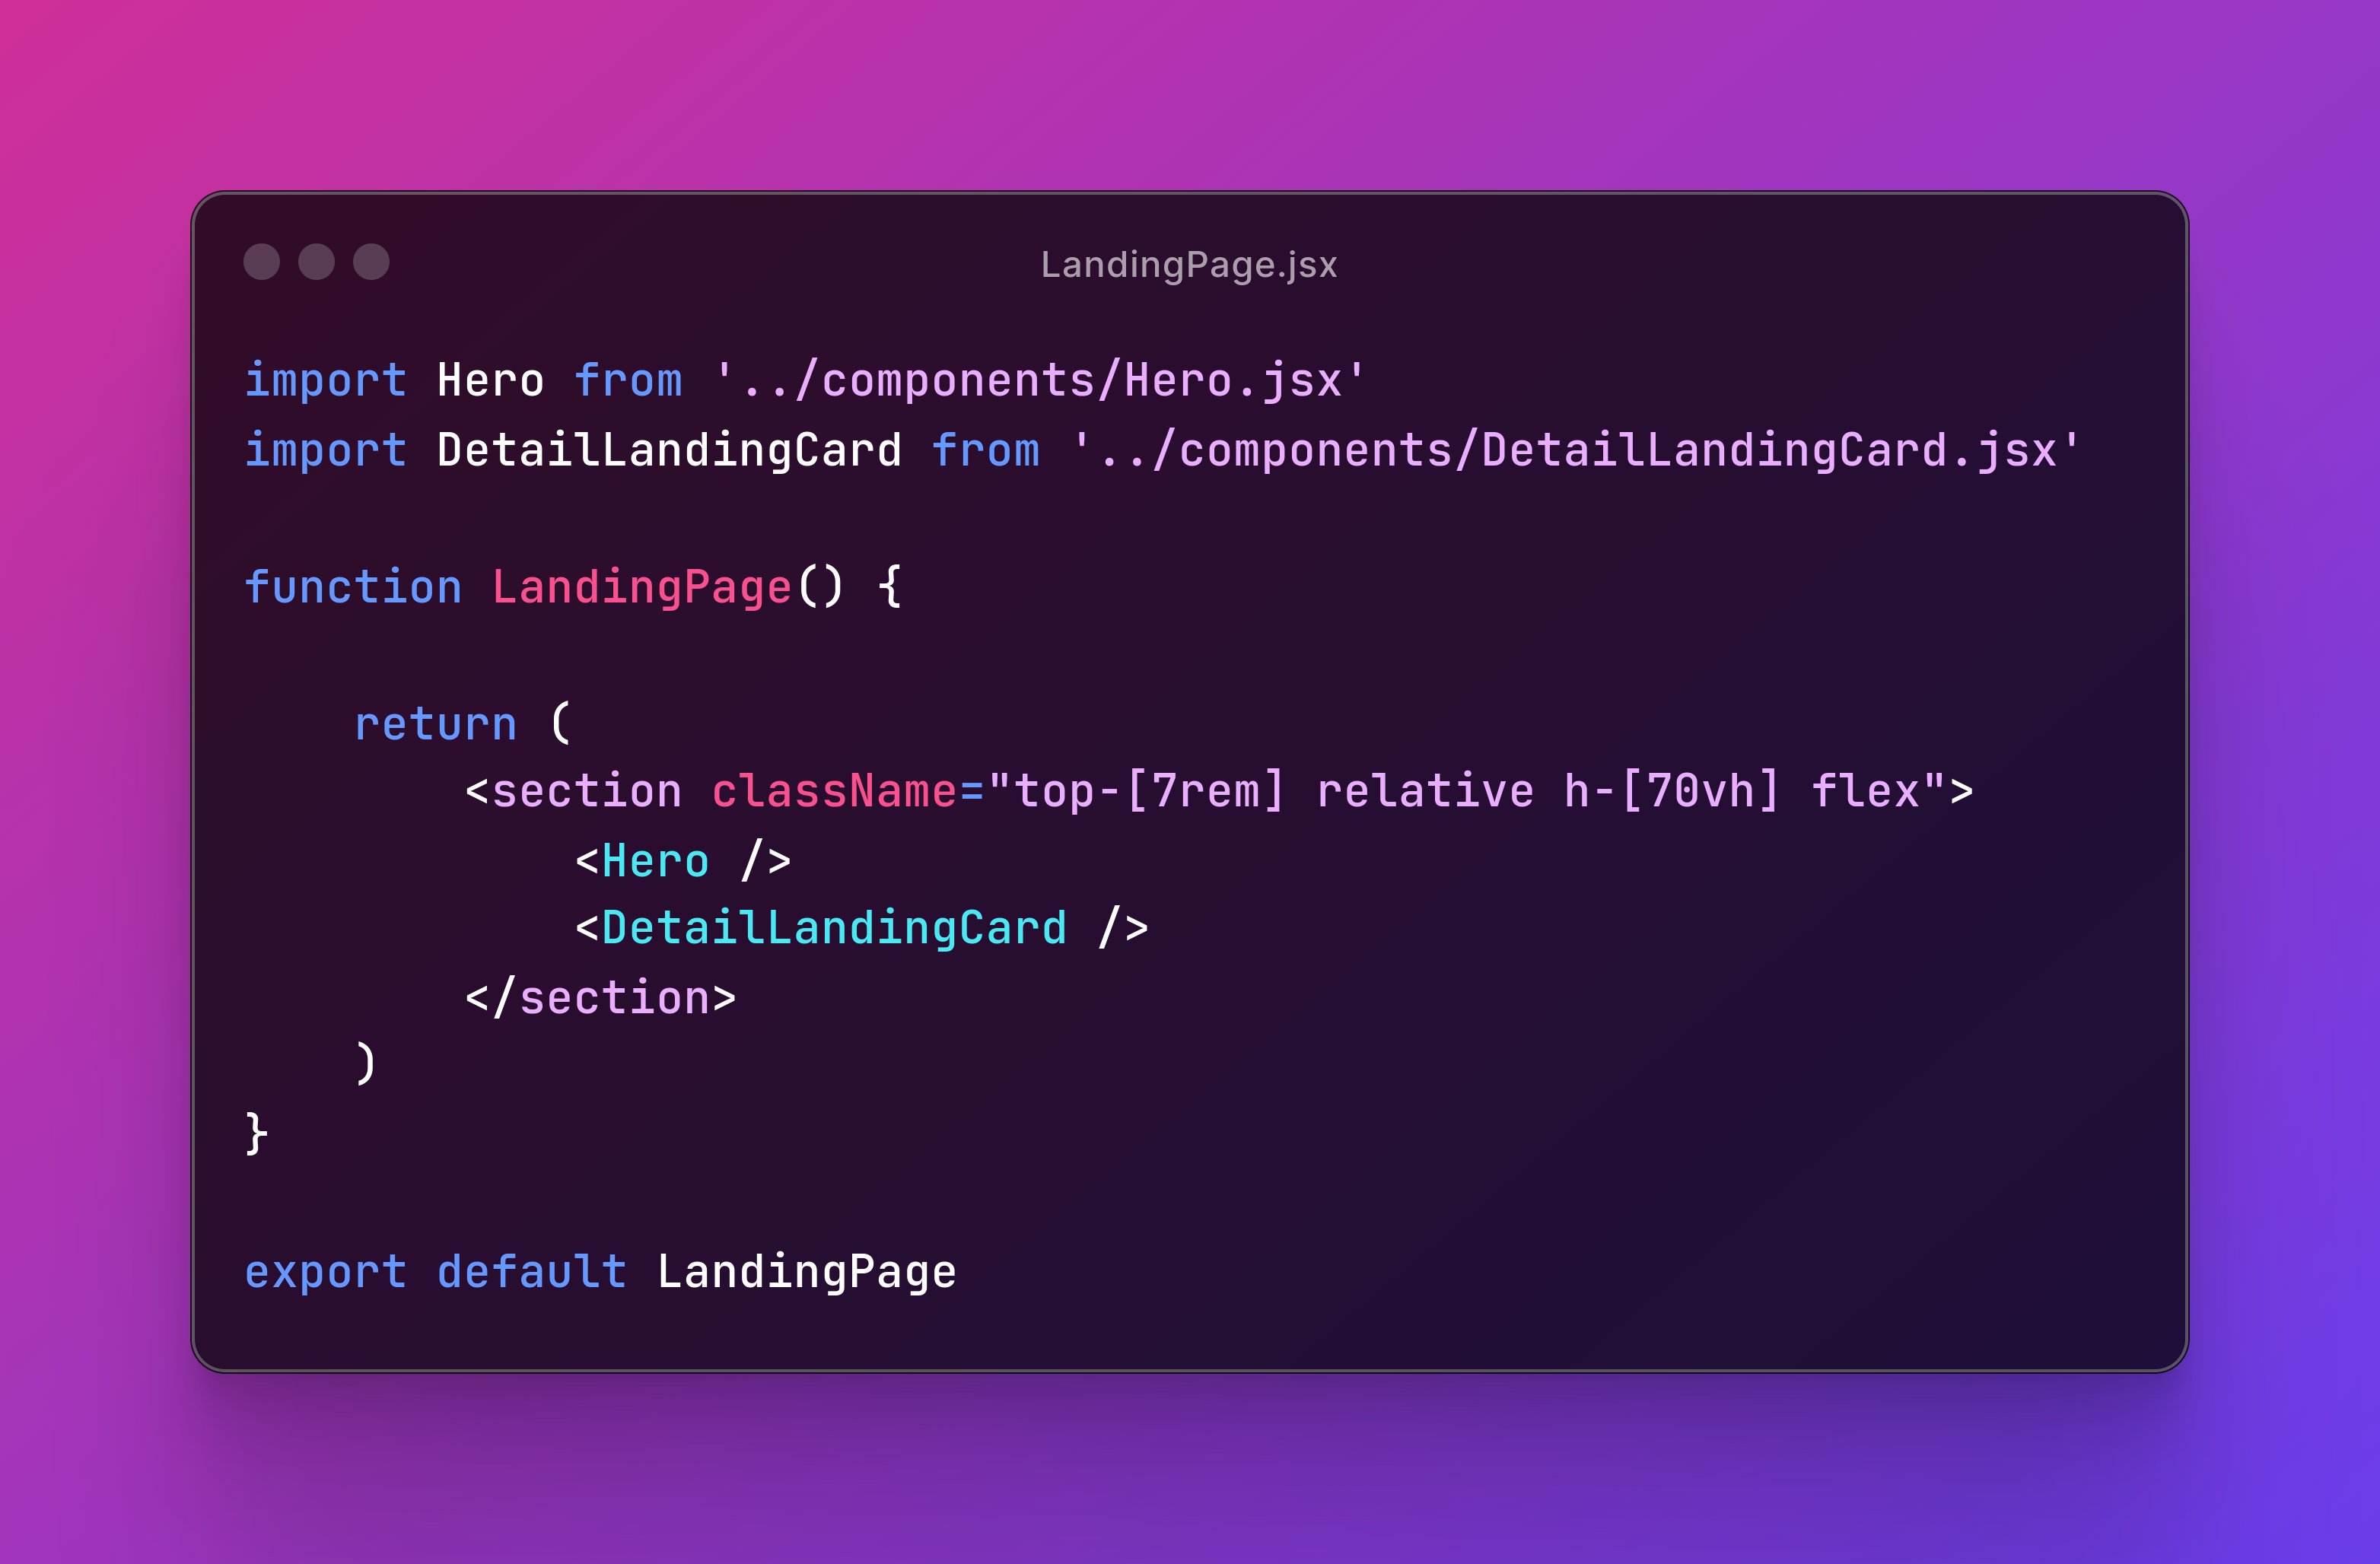 LandingPage.jsx
import Hero from '../components/Hero.jsx'
import DetailLandingCard from '../components/DetailLandingCard.jsx'
function LandingPage() {
    return (
        <section className="top-[7rem] relative h-[70vh] flex">
            <Hero />
            <DetailLandingCard />
        </section>
    )
}
export default LandingPage